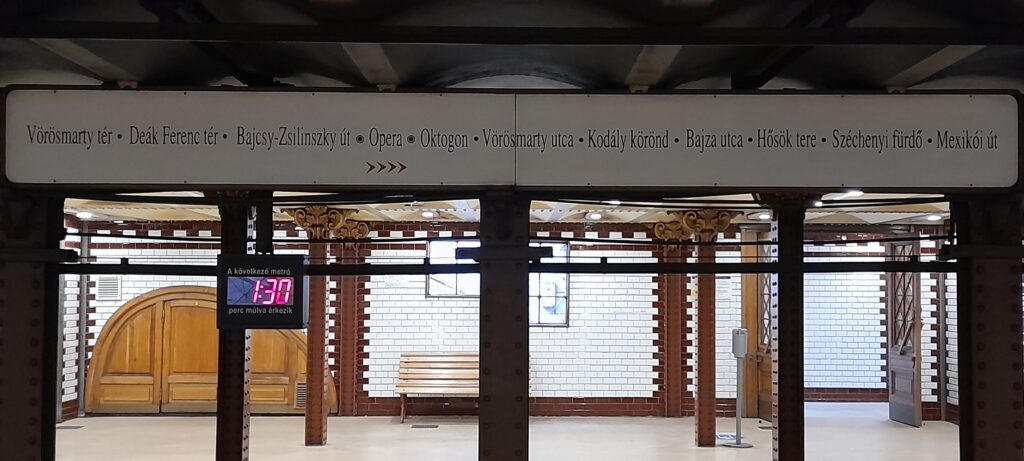 Vörösmarty tér • Deák Ferenc tér • Bajcsy-Zsilinszky út ◉ Opera ◉ Oktogon • Vörösmarty utca • Kodály körönd • Bajza utca • Hősök tere • Széchenyi fürdő • Mexikói út
A következő metró
1:30
perc múlva érkezik